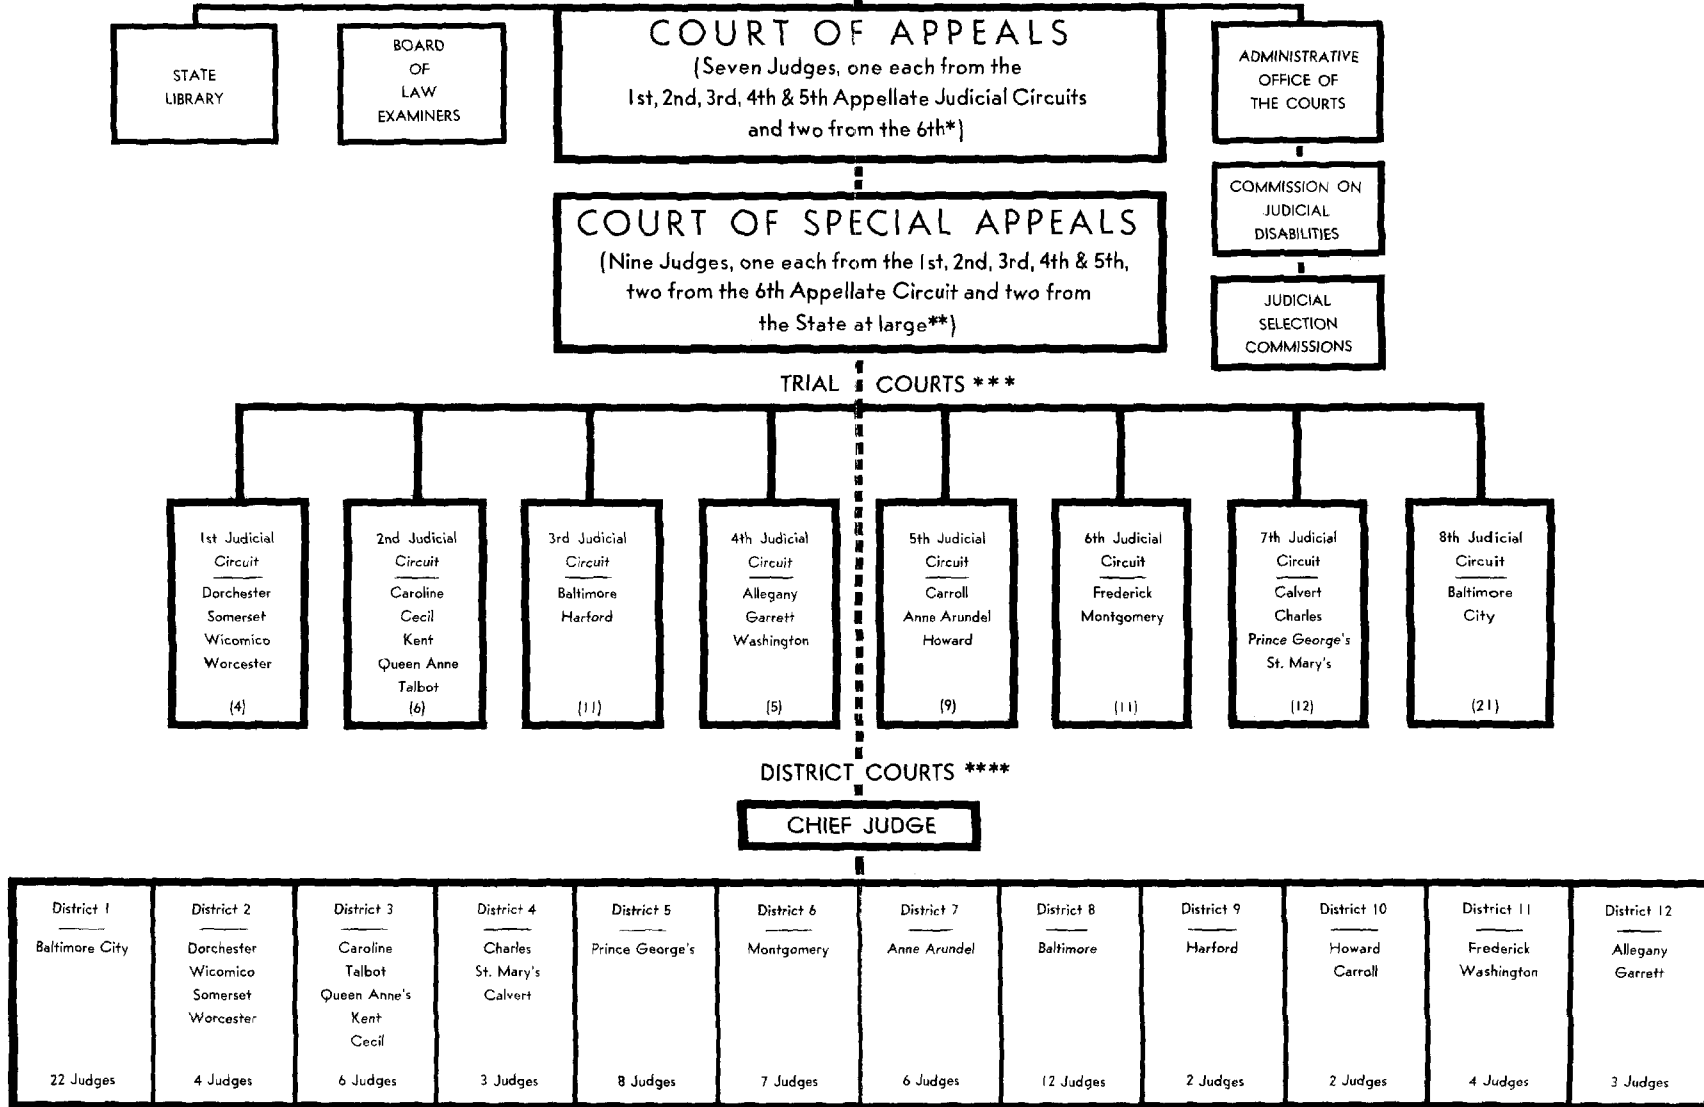 STATE
LIBRARY
BOARD
OF
LAW
EXAMINERS
COURT OF APPEALS
(Seven Judges, one each from the
1st, 2nd, 3rd, 4th & 5th Appellate Judicial Circuits
and two from the 6th*)
ADMINISTRATIVE
OFFICE OF
THE COURTS
COMMISSION ON
JUDICIAL
DISABILITIES
JUDICIAL
SELECTION
COMMISSIONS
COURT OF SPECIAL APPEALS
(Nine Judges, one each from the 1st, 2nd, 3rd, 4th & 5th,
two from the 6th Appellate Circuit and two from
the State at large**)
TRIAL COURTS ***
1st Judicial
Circuit
Dorchester
Somerset
Wicomico
Worcester
(4)
2nd Judicial
Circuit
Caroline
Cecil
Kent
Queen Anne
Talbot
(6)
3rd Judicial
Circuit
Baltimore
Harford
(11)
4th Judicial
Circuit
Allegany
Garrett
Washington
(5)
5th Judicial
Circuit
Carroll
Anne Arundel
Howard
(9)
6th Judicial
Circuit
Frederick
Montgomery
(11)
7th Judicial
Circuit
Calvert
Charles
Prince George's
St. Mary's
(12)
8th Judicial
Circuit
Baltimore
City
(21)
DISTRICT COURTS ****
CHIEF JUDGE
District 1
Baltimore City
22 Judges
District 2
Dorchester
Wicomico
Somerset
Worcester
4 Judges
District 3
Caroline
Talbot
Queen Anne's
Kent
Cecil
6 Judges
District 4
Charles
St. Mary's
Calvert
3 Judges
District 5
Prince George's
8 Judges
District 6
Montgomery
7 Judges
District 7
Anne Arundel
6 Judges
District 8
Baltimore
12 Judges
District 9
Harford
2 Judges
District 10
Howard
Carroll
2 Judges
District 11
Frederick
Washington
4 Judges
District 12
Allegany
Garrett
3 Judges